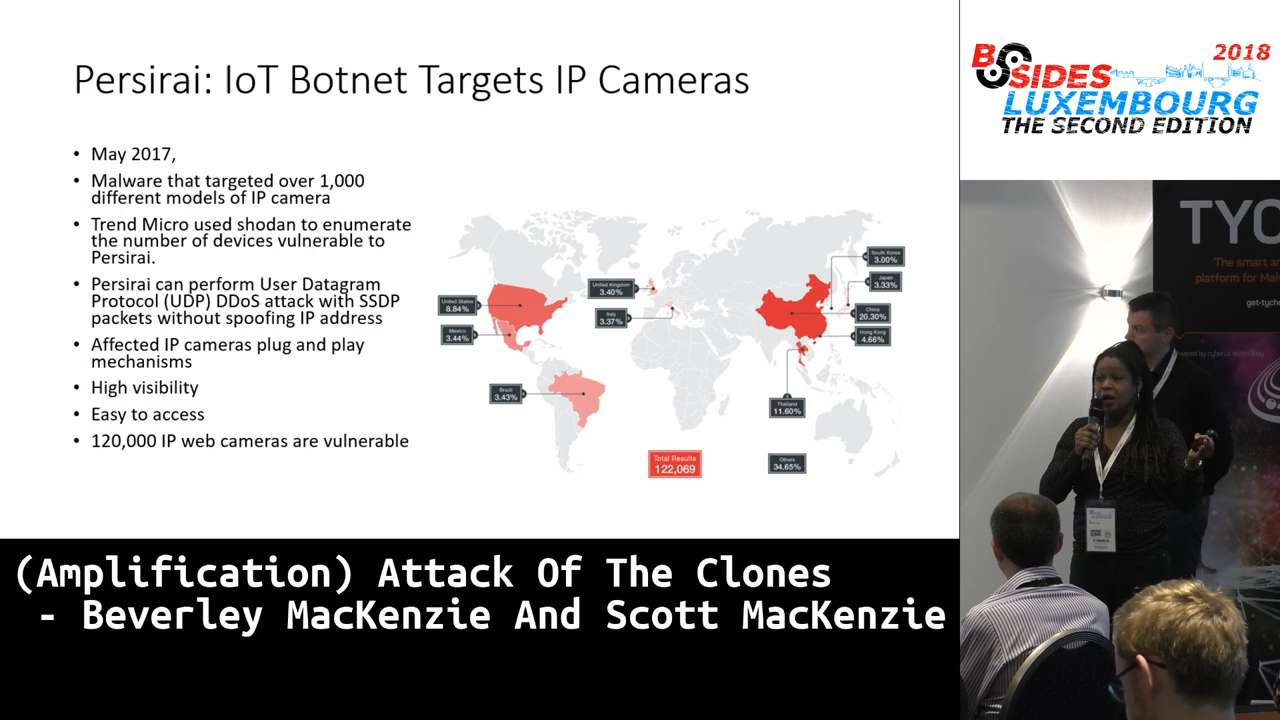 Persirai: IoT Botnet Targets IP Cameras
• May 2017,
• Malware that targeted over 1,000
different models of IP camera
• Trend Micro used shodan to enumerate
the number of devices vulnerable to
Persirai.
• Persirai can perform User Datagram
Protocol (UDP) DDoS attack with SSDP
packets without spoofing IP address
• Affected IP cameras plug and play
mechanisms
• High visibility
• Easy to access
• 120,000 IP web cameras are vulnerable
United States
8.84%
Mexico
3.44%
Brazil
3.43%
United Kingdom
3.40%
Italy
3.37%
South Korea
3.00%
Japan
3.33%
China
20.30%
Hong Kong
4.66%
Thailand
11.60%
Total Results
122,069
Others
34.65%
BSIDES
2018
LUXEMBOURG
THE SECOND EDITION
TYC
The smart an
platform for Mal
get-tych
powered by cyberus technology
(Amplification) Attack Of The Clones
- Beverley MacKenzie And Scott MacKenzie